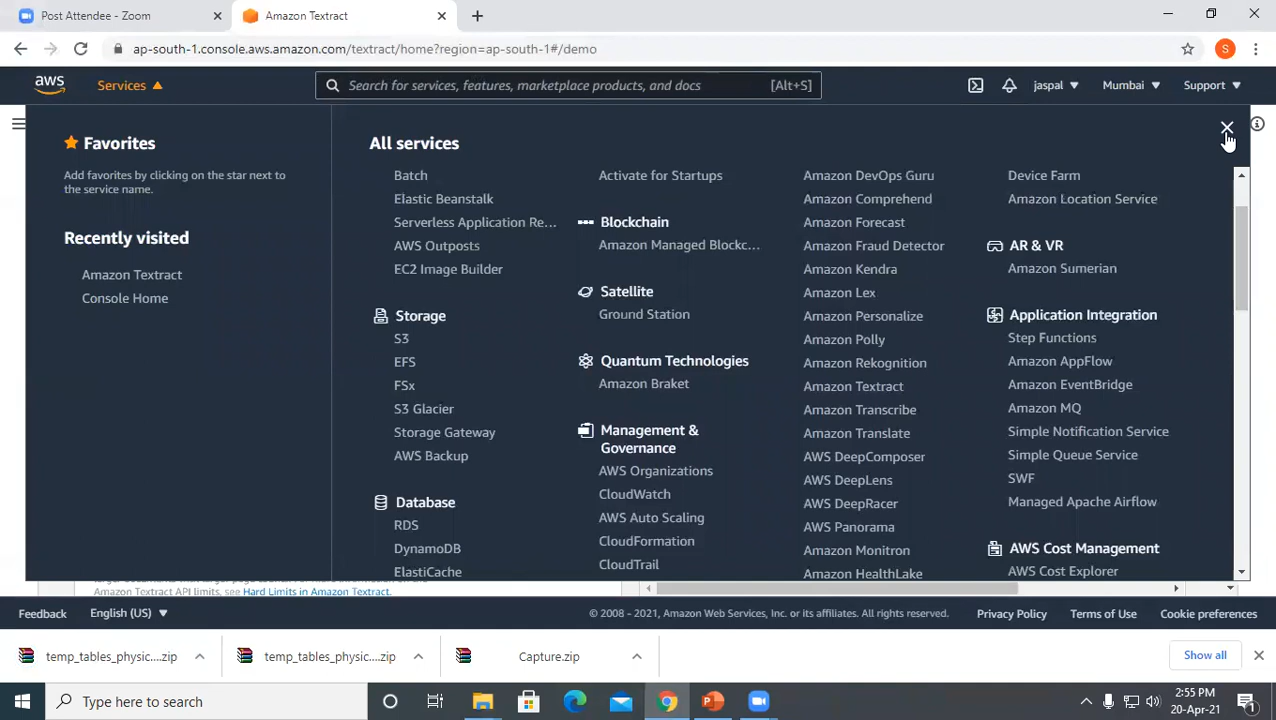 Post Attendee - Zoom
Amazon Textract
ap-south-1.console.aws.amazon.com/textract/home?region=ap-south-1#/demo
S
aws
Services
Search for services, features, marketplace products, and docs
[Alt+S]
jaspal
Mumbai
Support
Favorites
Add favorites by clicking on the star next to
the service name.
Recently visited
Amazon Textract
Console Home
All services
Batch
Elastic Beanstalk
Serverless Application Re...
AWS Outposts
EC2 Image Builder
Storage
S3
EFS
FSx
S3 Glacier
Storage Gateway
AWS Backup
Database
RDS
DynamoDB
ElastiCache
Activate for Startups
Blockchain
Amazon Managed Blockc...
Satellite
Ground Station
Quantum Technologies
Amazon Braket
Management &
Governance
AWS Organizations
CloudWatch
AWS Auto Scaling
CloudFormation
CloudTrail
Amazon DevOps Guru
Amazon Comprehend
Amazon Forecast
Amazon Fraud Detector
Amazon Kendra
Amazon Lex
Amazon Personalize
Amazon Polly
Amazon Rekognition
Amazon Textract
Amazon Transcribe
Amazon Translate
AWS DeepComposer
AWS DeepLens
AWS DeepRacer
AWS Panorama
Amazon Monitron
Amazon HealthLake
Device Farm
Amazon Location Service
AR & VR
Amazon Sumerian
Application Integration
Step Functions
Amazon AppFlow
Amazon EventBridge
Amazon MQ
Simple Notification Service
Simple Queue Service
SWF
Managed Apache Airflow
AWS Cost Management
AWS Cost Explorer
Amazon Textract API limits, see Hard Limits in Amazon Textract.
Feedback
English (US)
© 2008 - 2021, Amazon Web Services, Inc. or its affiliates. All rights reserved.
Privacy Policy
Terms of Use
Cookie preferences
temp_tables_physic....zip
temp_tables_physic....zip
Capture.zip
Show all
Type here to search
2:55 PM
20-Apr-21
1